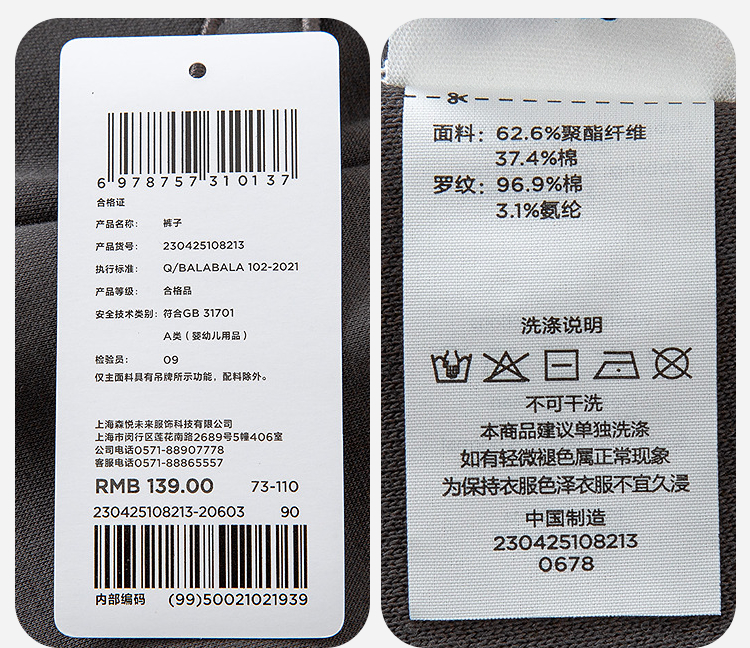 6 978757 310137
合格证
产品名称: 裤子
产品货号: 230425108213
执行标准: Q/BALABALA 102-2021
产品等级: 合格品
安全技术类别: 符合GB 31701
A类(婴幼儿用品)
检验员: 09
仅主面料具有吊牌所示功能，配料除外。
上海森悦未来服饰科技有限公司
上海市闵行区莲花南路2689号5幢406室
公司电话0571-88907778
客服电话0571-88865557
RMB 139.00 73-110
230425108213-20603 90
内部编码 (99)50021021939
面料: 62.6%聚酯纤维
37.4%棉
罗纹: 96.9%棉
3.1%氨纶
洗涤说明
不可干洗
本商品建议单独洗涤
如有轻微褪色属正常现象
为保持衣服色泽衣服不宜久浸
中国制造
230425108213
0678